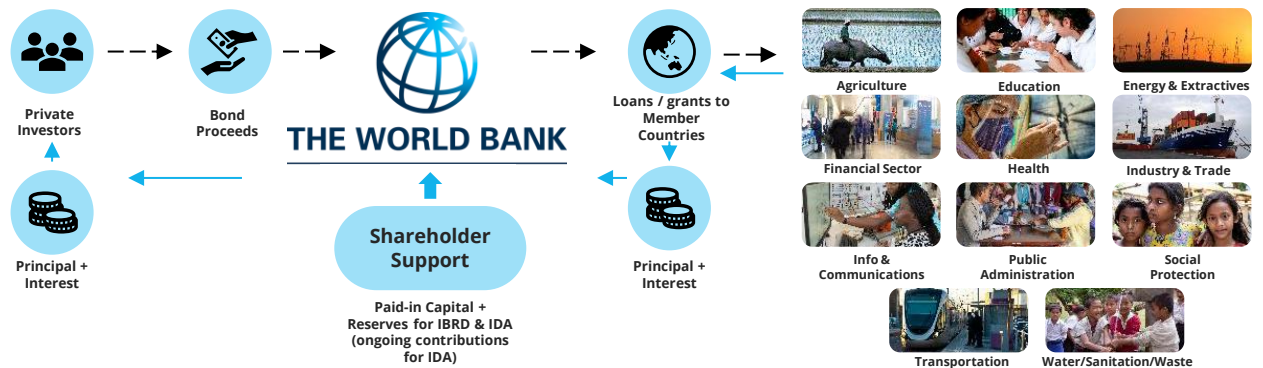 Private
Investors
Bond
Proceeds
THE WORLD BANK
Loans / grants to
Member
Countries
Principal +
Interest
Shareholder
Support
Paid-in Capital +
Reserves for IBRD & IDA
(ongoing contributions
for IDA)
Principal +
Interest
Agriculture
Education
Energy & Extractives
Financial Sector
Health
Industry & Trade
Info &
Communications
Public
Administration
Social
Protection
Transportation
Water/Sanitation/Waste